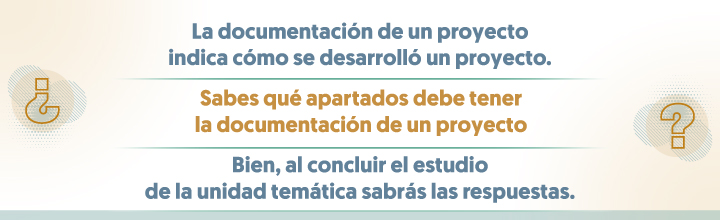 La documentación de un proyecto
indica cómo se desarrolló un proyecto.
¿
Sabes qué apartados debe tener
la documentación de un proyecto
?
Bien, al concluir el estudio
de la unidad temática sabrás las respuestas.